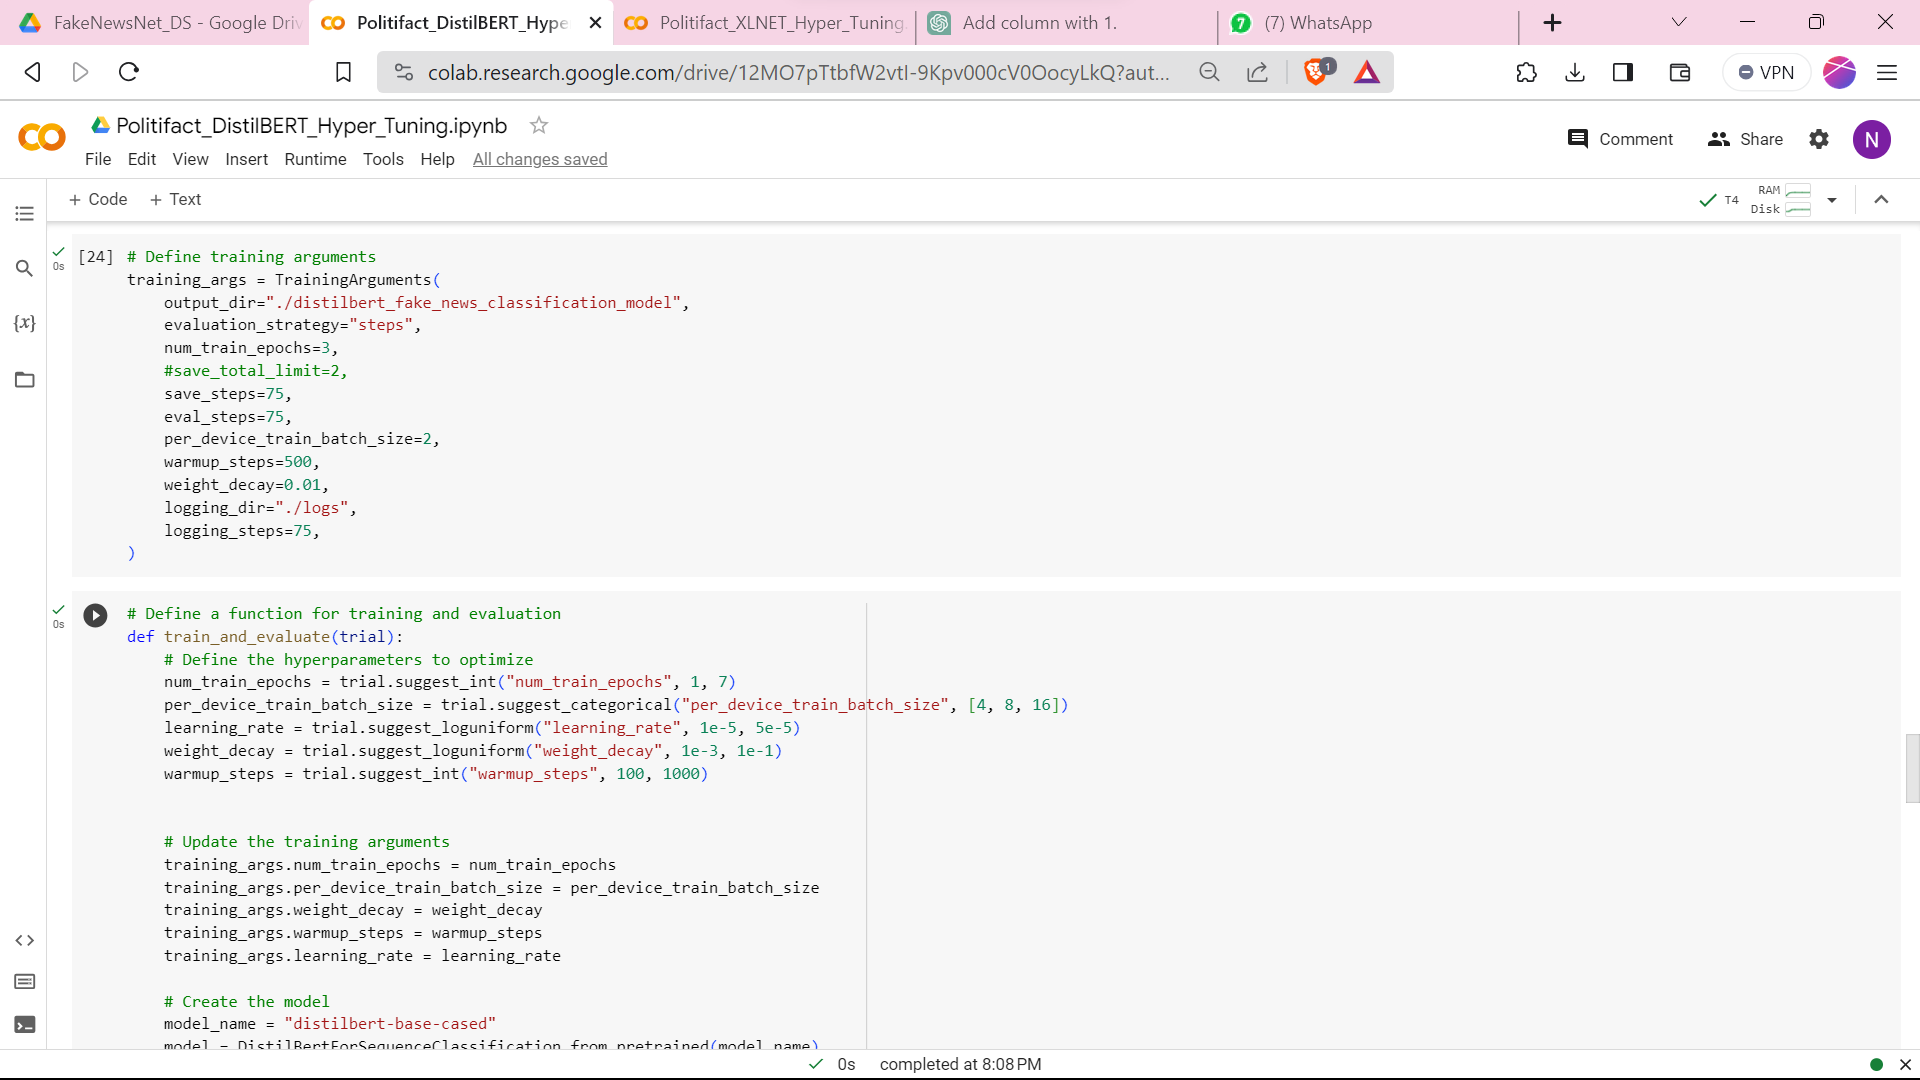 FakeNewsNet_DS - Google Driv
Politifact_DistilBERT_Hype
Politifact_XLNET_Hyper_Tuning.
Add column with 1.
(7) WhatsApp
colab.research.google.com/drive/12MO7pTtbfW2vtI-9Kpv000cV0OocyLkQ?aut...
1
VPN
Politifact_DistilBERT_Hyper_Tuning.ipynb
Comment
Share
N
File Edit View Insert Runtime Tools Help All changes saved
+ Code + Text
T4
RAM
Disk
{x}
0s
[24] # Define training arguments
training_args = TrainingArguments(
output_dir="./distilbert_fake_news_classification_model",
evaluation_strategy="steps",
num_train_epochs=3,
#save_total_limit=2,
save_steps=75,
eval_steps=75,
per_device_train_batch_size=2,
warmup_steps=500,
weight_decay=0.01,
logging_dir="./logs",
logging_steps=75,
)
0s
# Define a function for training and evaluation
def train_and_evaluate(trial):
# Define the hyperparameters to optimize
num_train_epochs = trial.suggest_int("num_train_epochs", 1, 7)
per_device_train_batch_size = trial.suggest_categorical("per_device_train_batch_size", [4, 8, 16])
learning_rate = trial.suggest_loguniform("learning_rate", 1e-5, 5e-5)
weight_decay = trial.suggest_loguniform("weight_decay", 1e-3, 1e-1)
warmup_steps = trial.suggest_int("warmup_steps", 100, 1000)
# Update the training arguments
training_args.num_train_epochs = num_train_epochs
training_args.per_device_train_batch_size = per_device_train_batch_size
training_args.weight_decay = weight_decay
training_args.warmup_steps = warmup_steps
training_args.learning_rate = learning_rate
# Create the model
model_name = "distilbert-base-cased"
model = DistilBertForSequenceClassification.from_pretrained(model_name)
0s completed at 8:08 PM